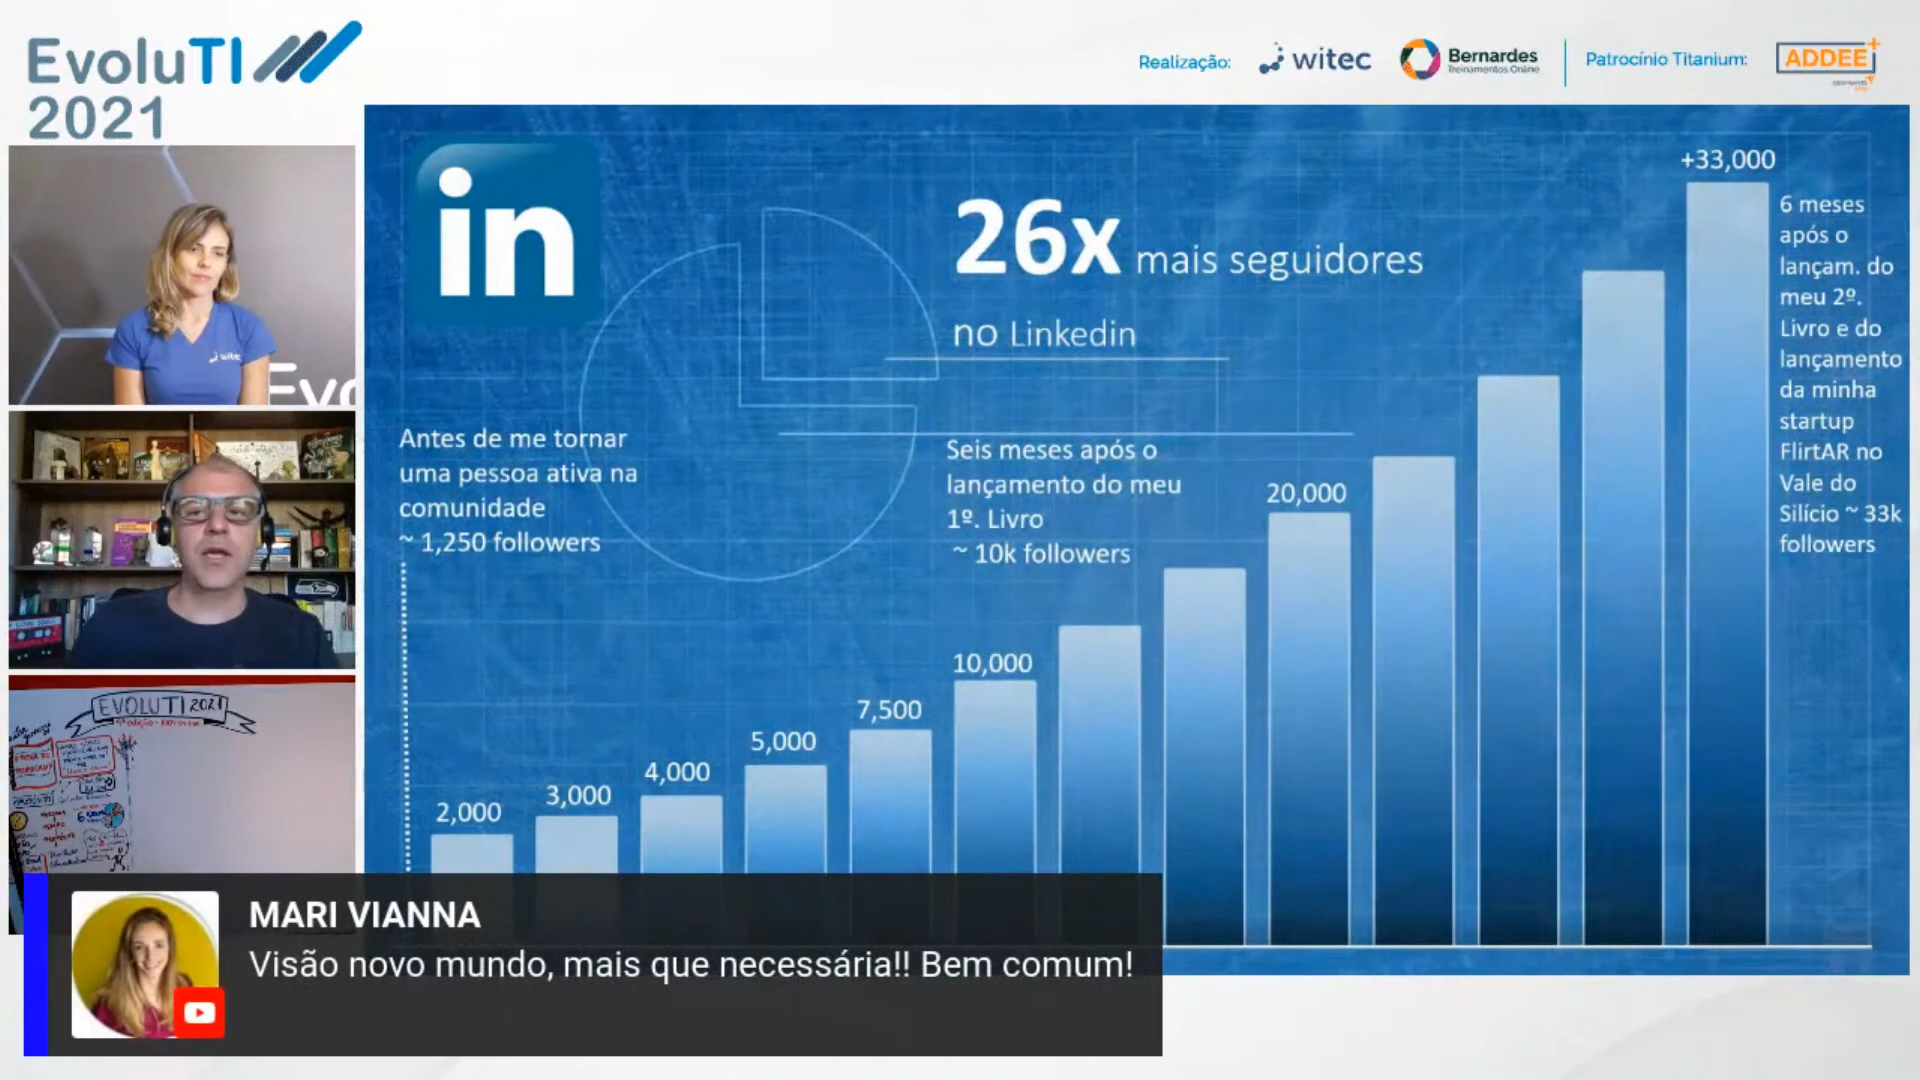 EvoluTI
2021
Realização:
witec
Bernardes
Treinamentos Online
Patrocínio Titanium:
ADDEE
witec
Evo
EVOLUTI 2021
in
26x mais seguidores
no Linkedin
Antes de me tornar
uma pessoa ativa na
comunidade
~ 1,250 followers
Seis meses após o
lançamento do meu
1º. Livro
~ 10k followers
2,000
3,000
4,000
5,000
7,500
10,000
20,000
+33,000
6 meses
após o
lançam. do
meu 2º.
Livro e do
lançamento
da minha
startup
FlirtAR no
Vale do
Silício ~ 33k
followers
MARI VIANNA
Visão novo mundo, mais que necessária!! Bem comum!